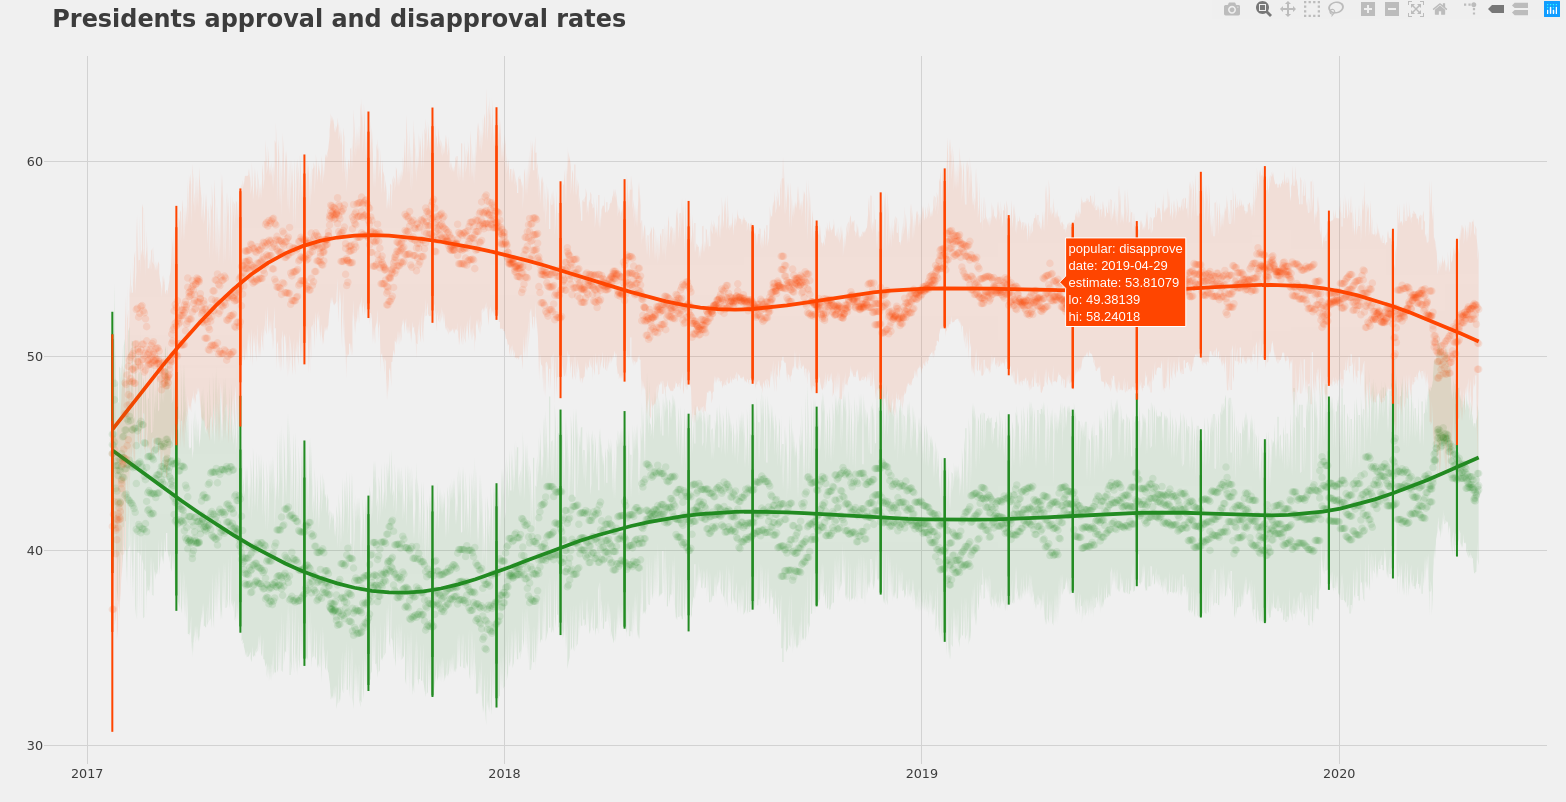 Presidents approval and disapproval rates
60
50
40
30
popular: disapprove
date: 2019-04-29
estimate: 53.81079
lo: 49.38139
hi: 58.24018
2017
2018
2019
2020